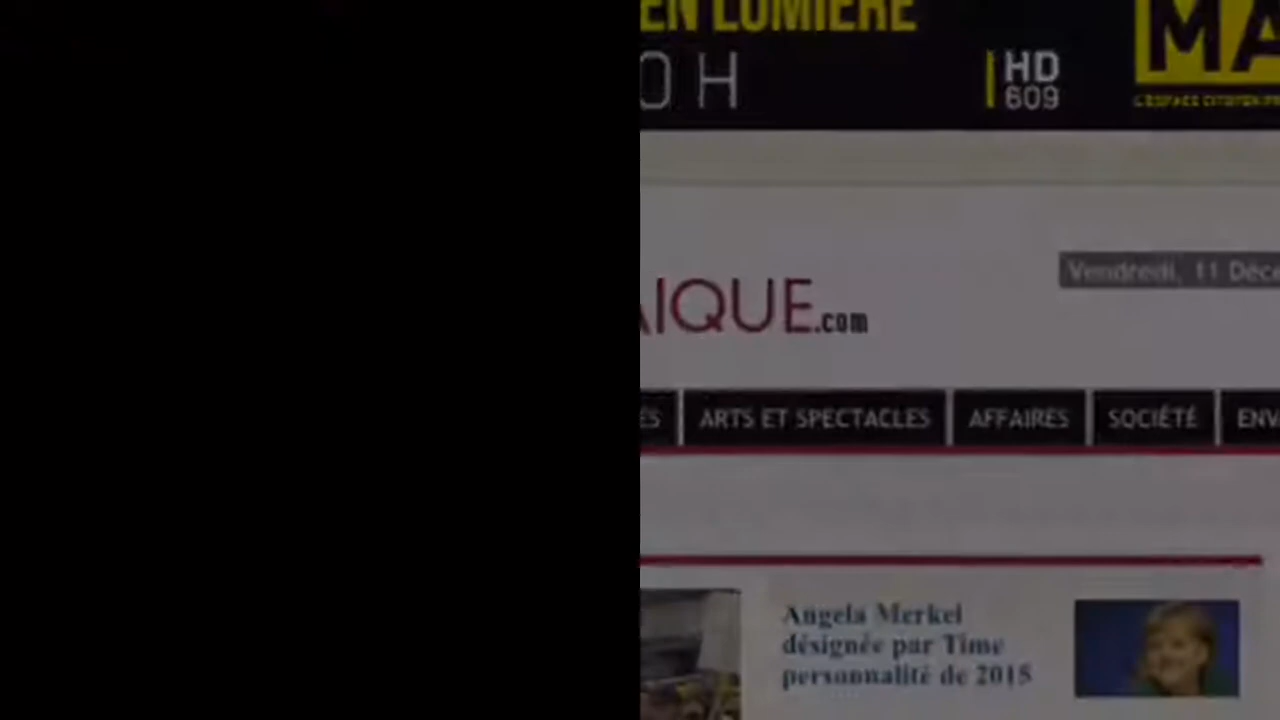 EN LUMIÈRE
0 H
HD
609
MA
AIQUE.com
Vendredi, 11 Déce
ES
ARTS ET SPECTACLES
AFFAIRES
SOCIÉTÉ
ENV
Angela Merkel
désignée par Time
personnalité de 2015